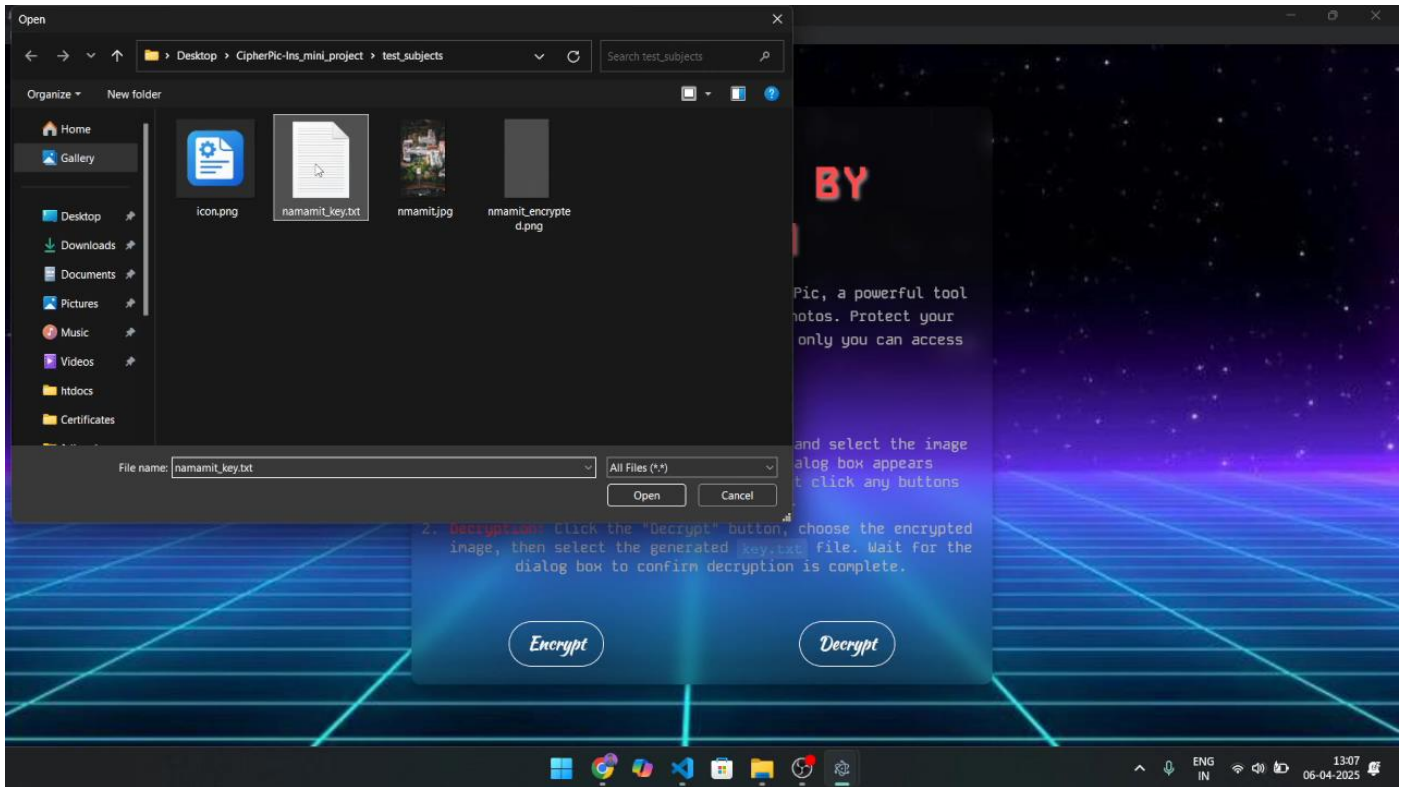 Open
Desktop > CipherPic-Ins_mini_project > test_subjects
Search test_subjects
Organize
New folder
Home
Gallery
Desktop
Downloads
Documents
Pictures
Music
Videos
htdocs
Certificates
icon.png
namamit_key.txt
nmamit.jpg
nmamit_encrypte
d.png
File name: namamit_key.txt
All Files (*.*)
Open
Cancel
BY
Pic, a powerful tool
otos. Protect your
only you can access
and select the image
alog box appears
t click any buttons
2. Decryption: Click the "Decrypt" button, choose the encrypted
image, then select the generated key.txt file. Wait for the
dialog box to confirm decryption is complete.
Encrypt
Decrypt
ENG
IN
13:07
06-04-2025